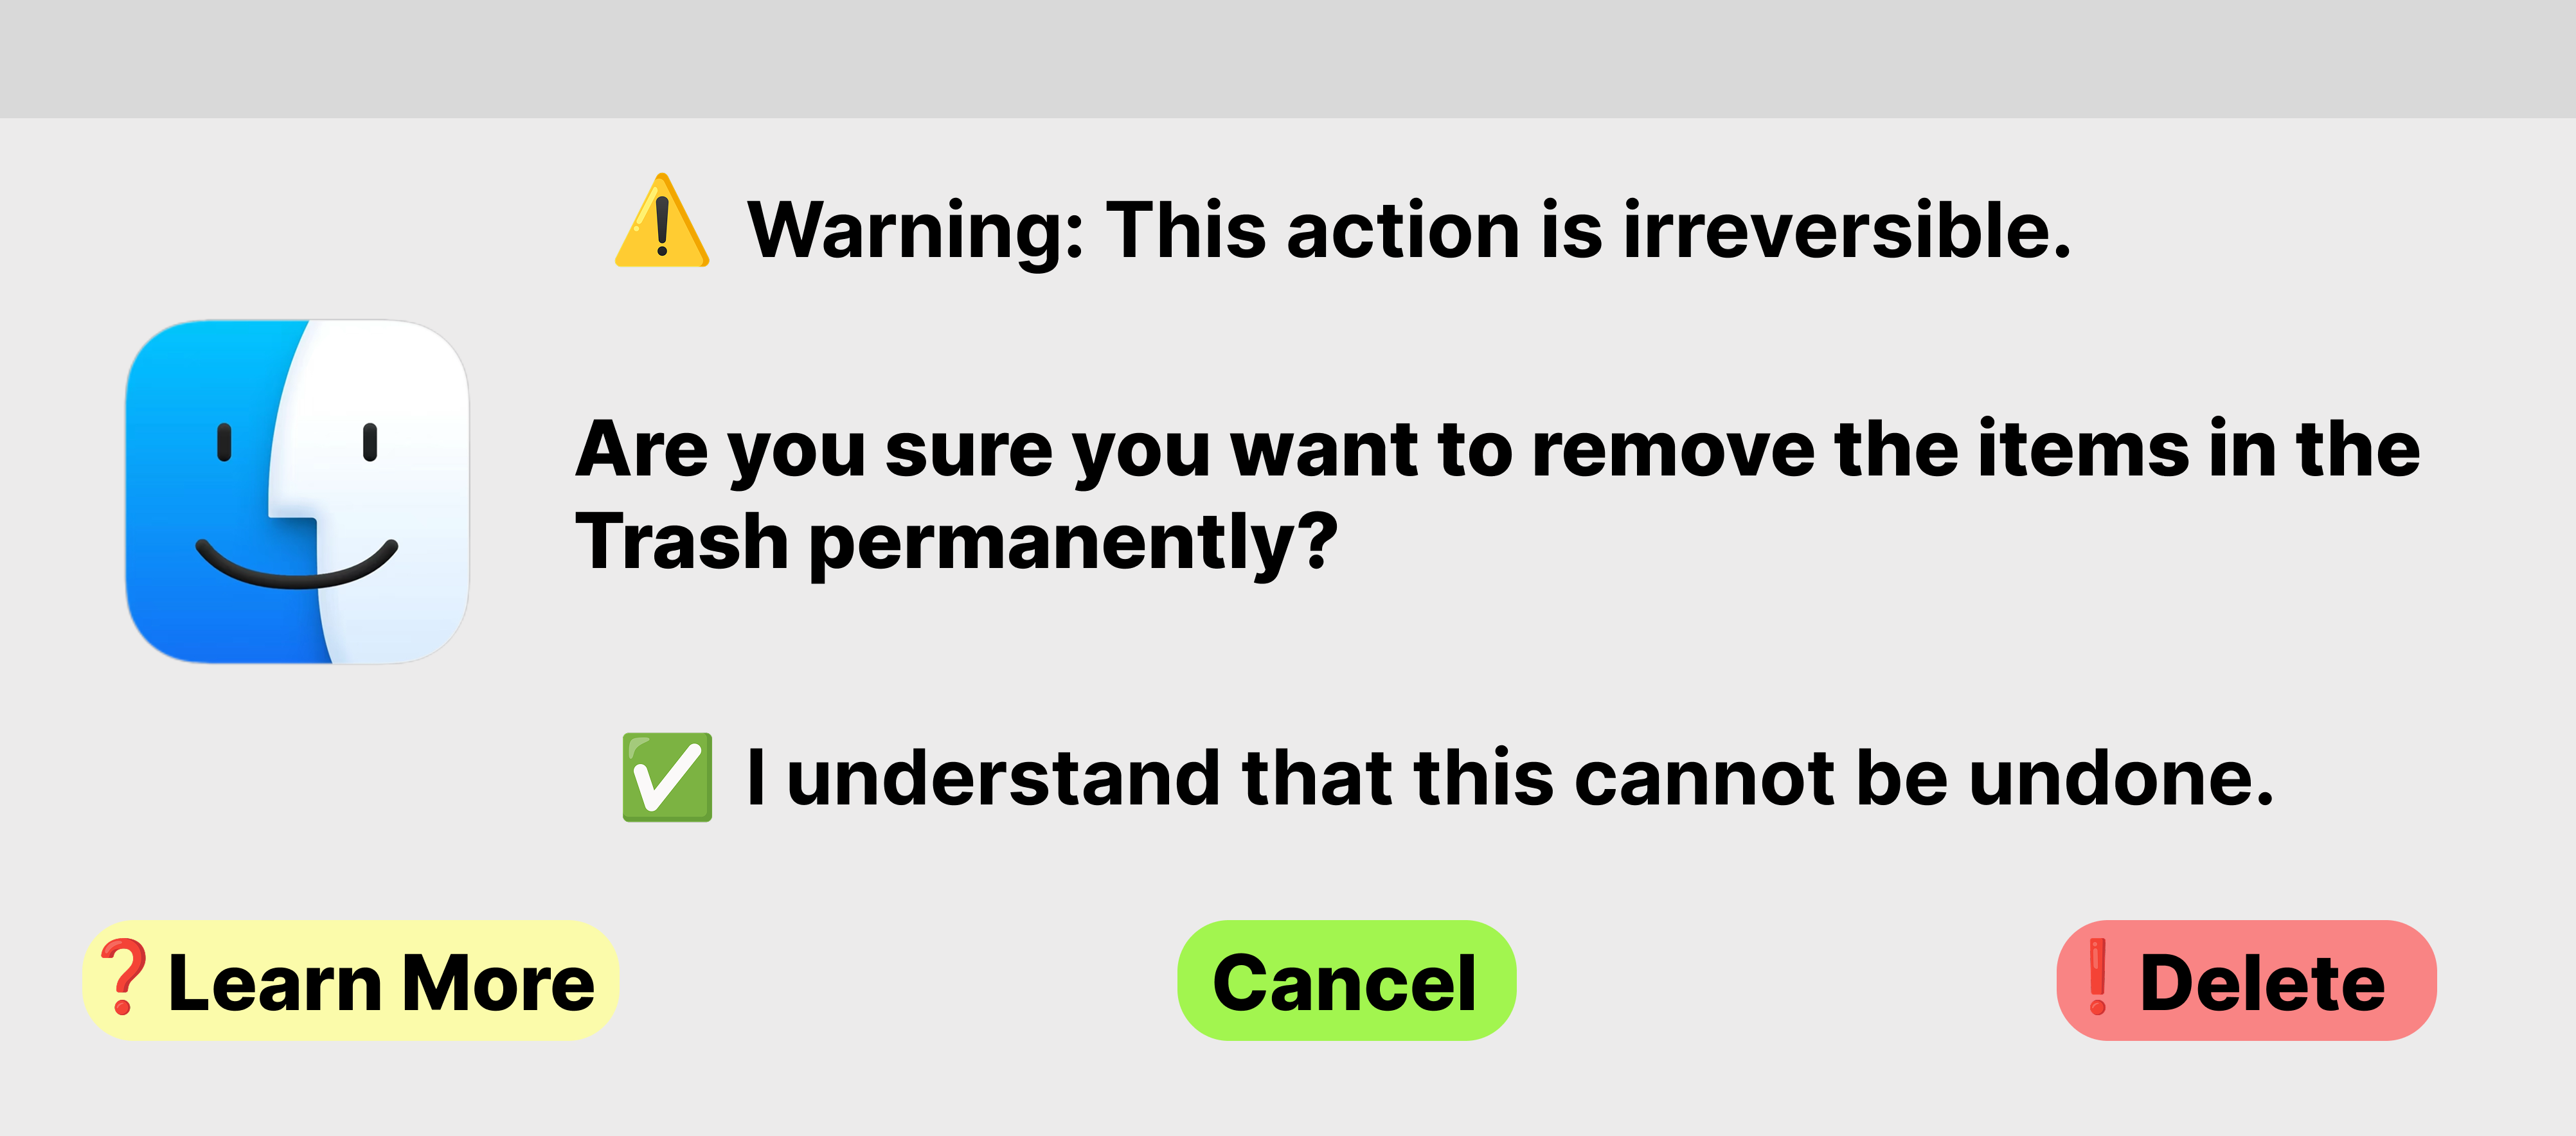 ⚠️ Warning: This action is irreversible.
Are you sure you want to remove the items in the
Trash permanently?
✅ I understand that this cannot be undone.
❓Learn More
Cancel
❗Delete